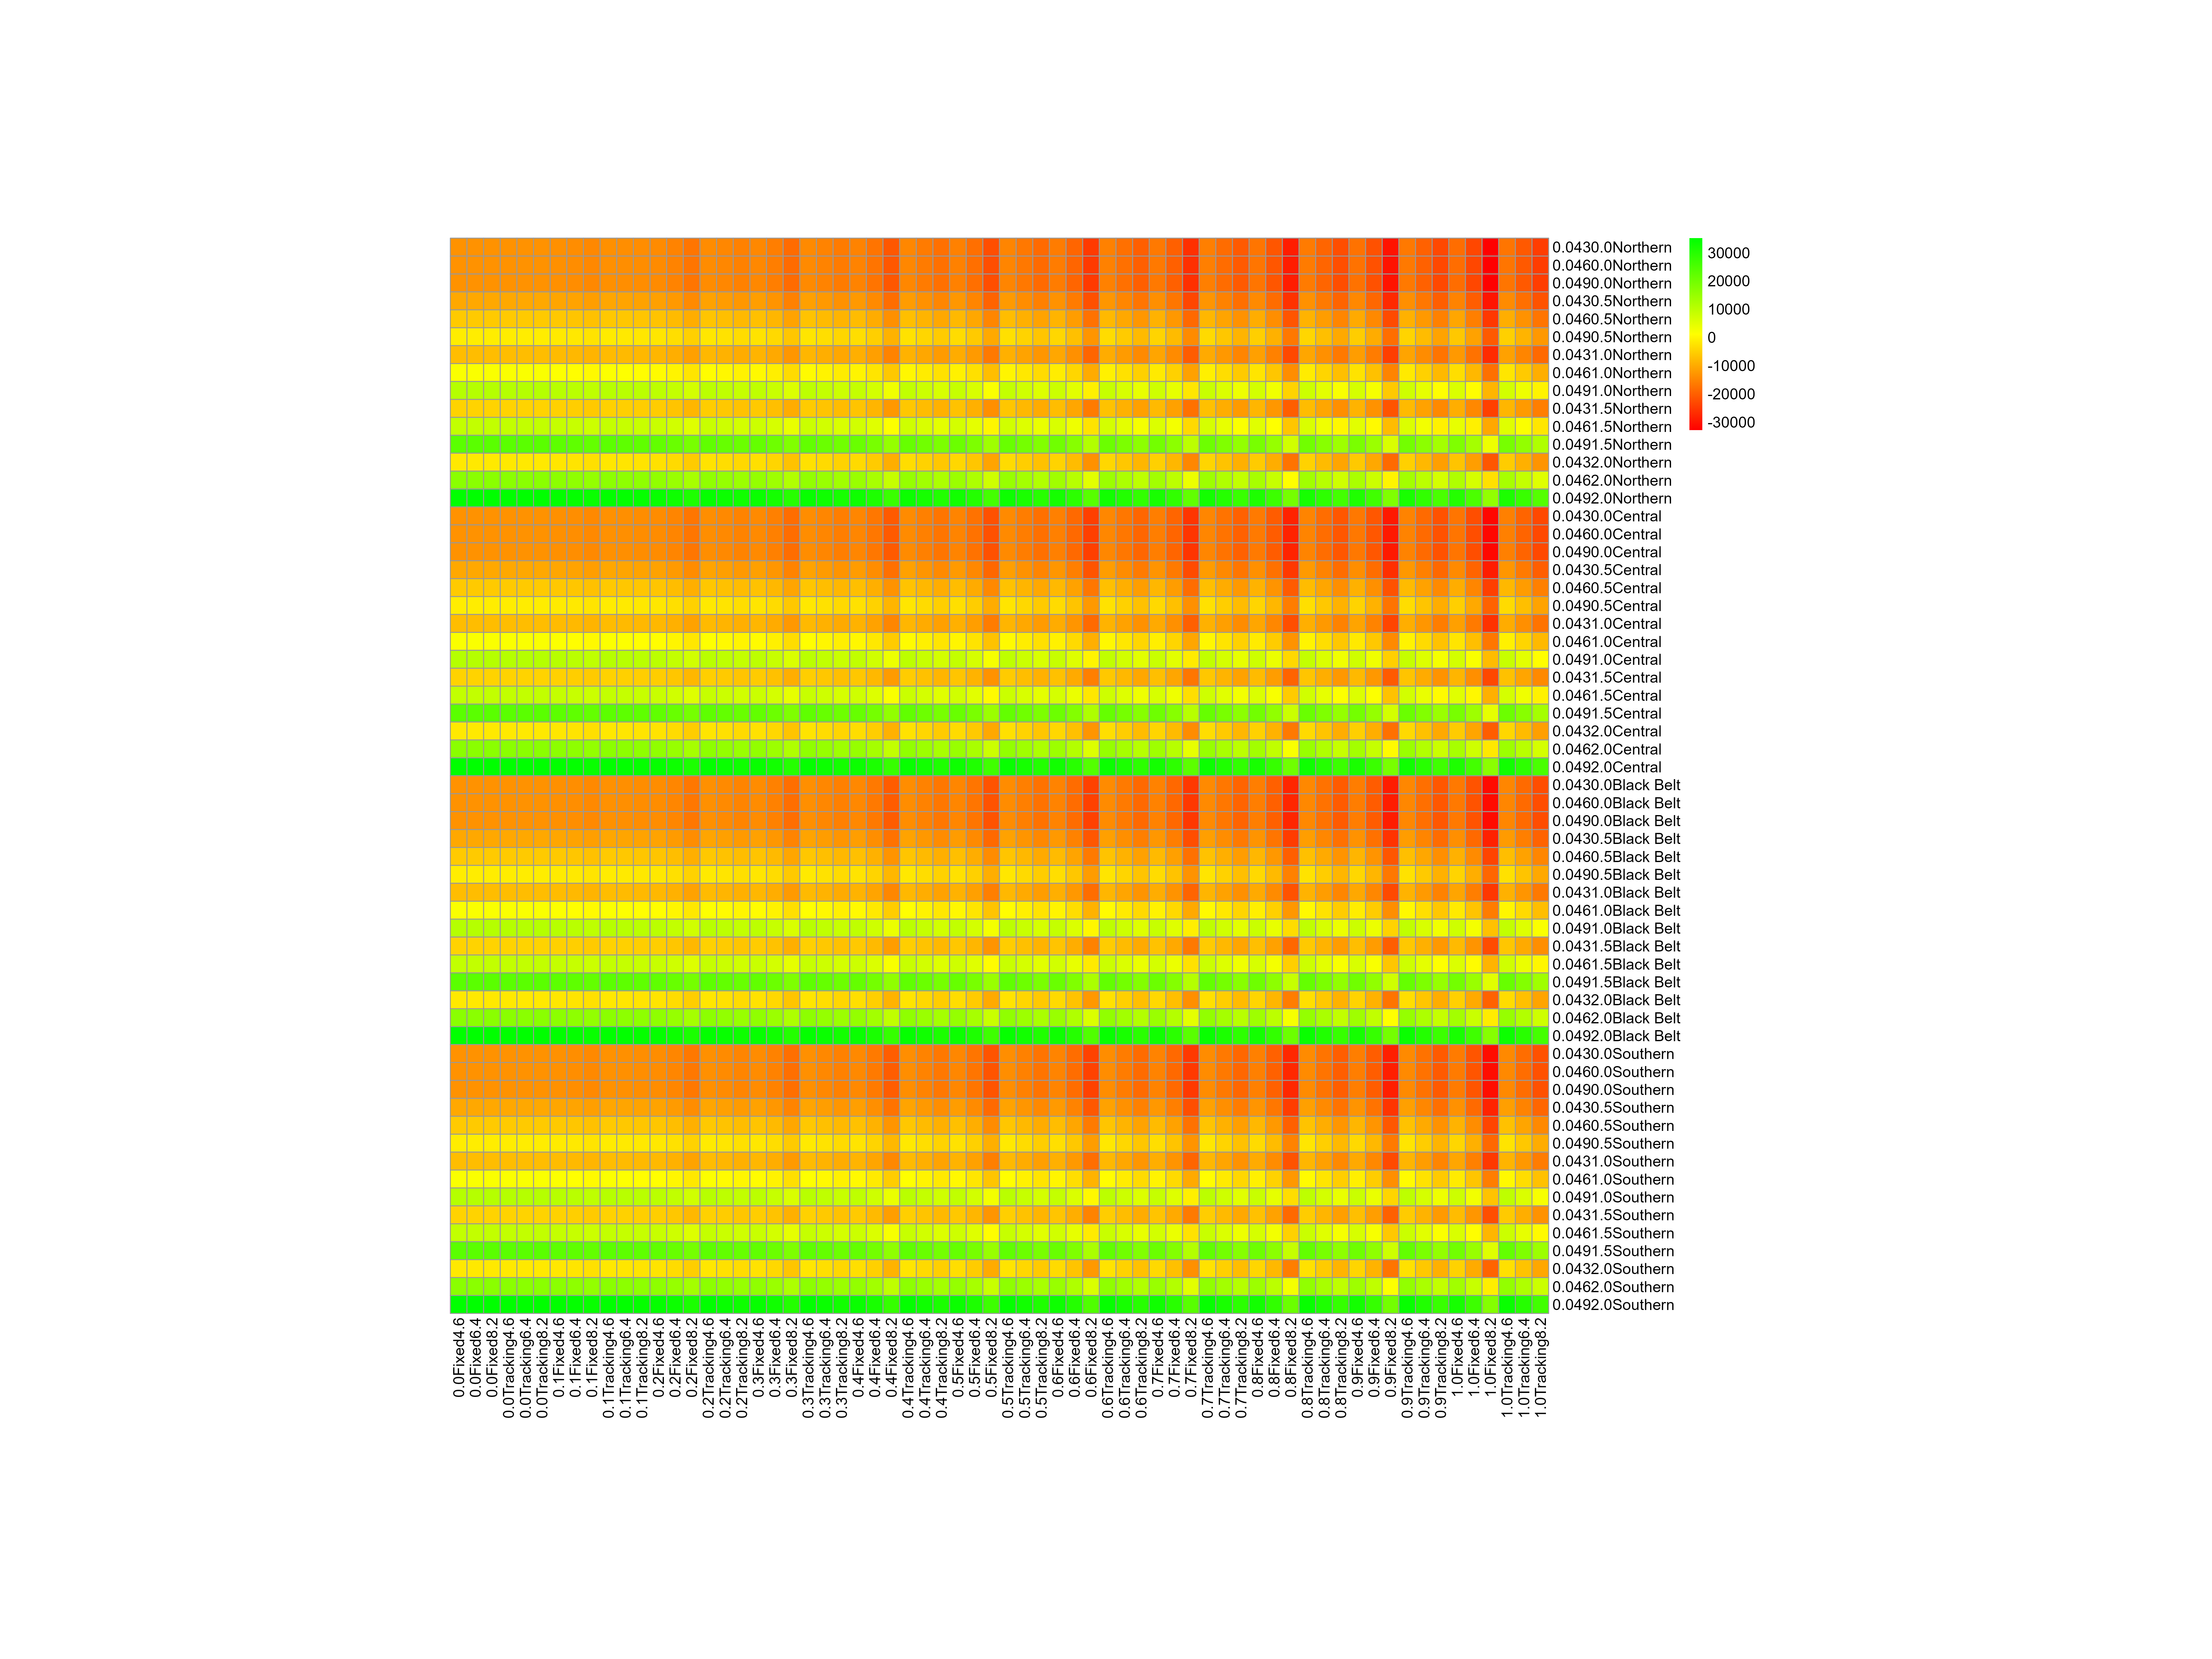 0.0430.0Northern
0.0460.0Northern
0.0490.0Northern
0.0430.5Northern
0.0460.5Northern
0.0490.5Northern
0.0431.0Northern
0.0461.0Northern
0.0491.0Northern
0.0431.5Northern
0.0461.5Northern
0.0491.5Northern
0.0432.0Northern
0.0462.0Northern
0.0492.0Northern
0.0430.0Central
0.0460.0Central
0.0490.0Central
0.0430.5Central
0.0460.5Central
0.0490.5Central
0.0431.0Central
0.0461.0Central
0.0491.0Central
0.0431.5Central
0.0461.5Central
0.0491.5Central
0.0432.0Central
0.0462.0Central
0.0492.0Central
0.0430.0Black Belt
0.0460.0Black Belt
0.0490.0Black Belt
0.0430.5Black Belt
0.0460.5Black Belt
0.0490.5Black Belt
0.0431.0Black Belt
0.0461.0Black Belt
0.0491.0Black Belt
0.0431.5Black Belt
0.0461.5Black Belt
0.0491.5Black Belt
0.0432.0Black Belt
0.0462.0Black Belt
0.0492.0Black Belt
0.0430.0Southern
0.0460.0Southern
0.0490.0Southern
0.0430.5Southern
0.0460.5Southern
0.0490.5Southern
0.0431.0Southern
0.0461.0Southern
0.0491.0Southern
0.0431.5Southern
0.0461.5Southern
0.0491.5Southern
0.0432.0Southern
0.0462.0Southern
0.0492.0Southern
30000
20000
10000
0
-10000
-20000
-30000
0.0Fixed4.6
0.0Fixed6.4
0.0Fixed8.2
0.0Tracking4.6
0.0Tracking6.4
0.0Tracking8.2
0.1Fixed4.6
0.1Fixed6.4
0.1Fixed8.2
0.1Tracking4.6
0.1Tracking6.4
0.1Tracking8.2
0.2Fixed4.6
0.2Fixed6.4
0.2Fixed8.2
0.2Tracking4.6
0.2Tracking6.4
0.2Tracking8.2
0.3Fixed4.6
0.3Fixed6.4
0.3Fixed8.2
0.3Tracking4.6
0.3Tracking6.4
0.3Tracking8.2
0.4Fixed4.6
0.4Fixed6.4
0.4Fixed8.2
0.4Tracking4.6
0.4Tracking6.4
0.4Tracking8.2
0.5Fixed4.6
0.5Fixed6.4
0.5Fixed8.2
0.5Tracking4.6
0.5Tracking6.4
0.5Tracking8.2
0.6Fixed4.6
0.6Fixed6.4
0.6Fixed8.2
0.6Tracking4.6
0.6Tracking6.4
0.6Tracking8.2
0.7Fixed4.6
0.7Fixed6.4
0.7Fixed8.2
0.7Tracking4.6
0.7Tracking6.4
0.7Tracking8.2
0.8Fixed4.6
0.8Fixed6.4
0.8Fixed8.2
0.8Tracking4.6
0.8Tracking6.4
0.8Tracking8.2
0.9Fixed4.6
0.9Fixed6.4
0.9Fixed8.2
0.9Tracking4.6
0.9Tracking6.4
0.9Tracking8.2
1.0Fixed4.6
1.0Fixed6.4
1.0Fixed8.2
1.0Tracking4.6
1.0Tracking6.4
1.0Tracking8.2